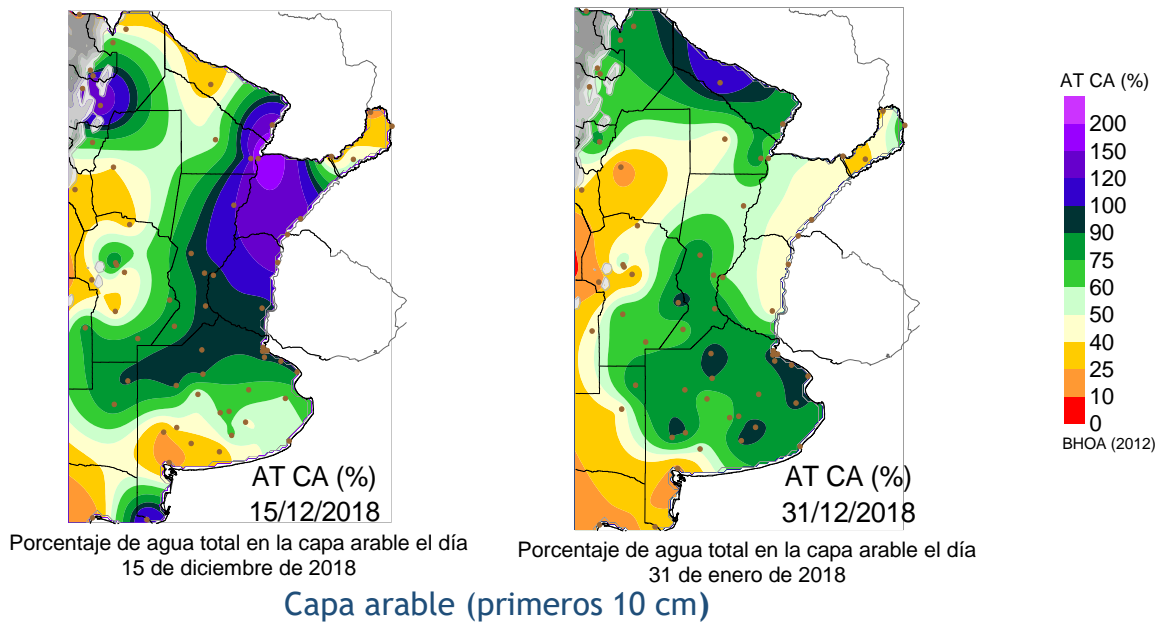 AT CA (%)
15/12/2018
Porcentaje de agua total en la capa arable el día
15 de diciembre de 2018
AT CA (%)
31/12/2018
Porcentaje de agua total en la capa arable el día
31 de enero de 2018
AT CA (%)
200
150
120
100
90
75
60
50
40
25
10
0
BHOA (2012)
Capa arable (primeros 10 cm)